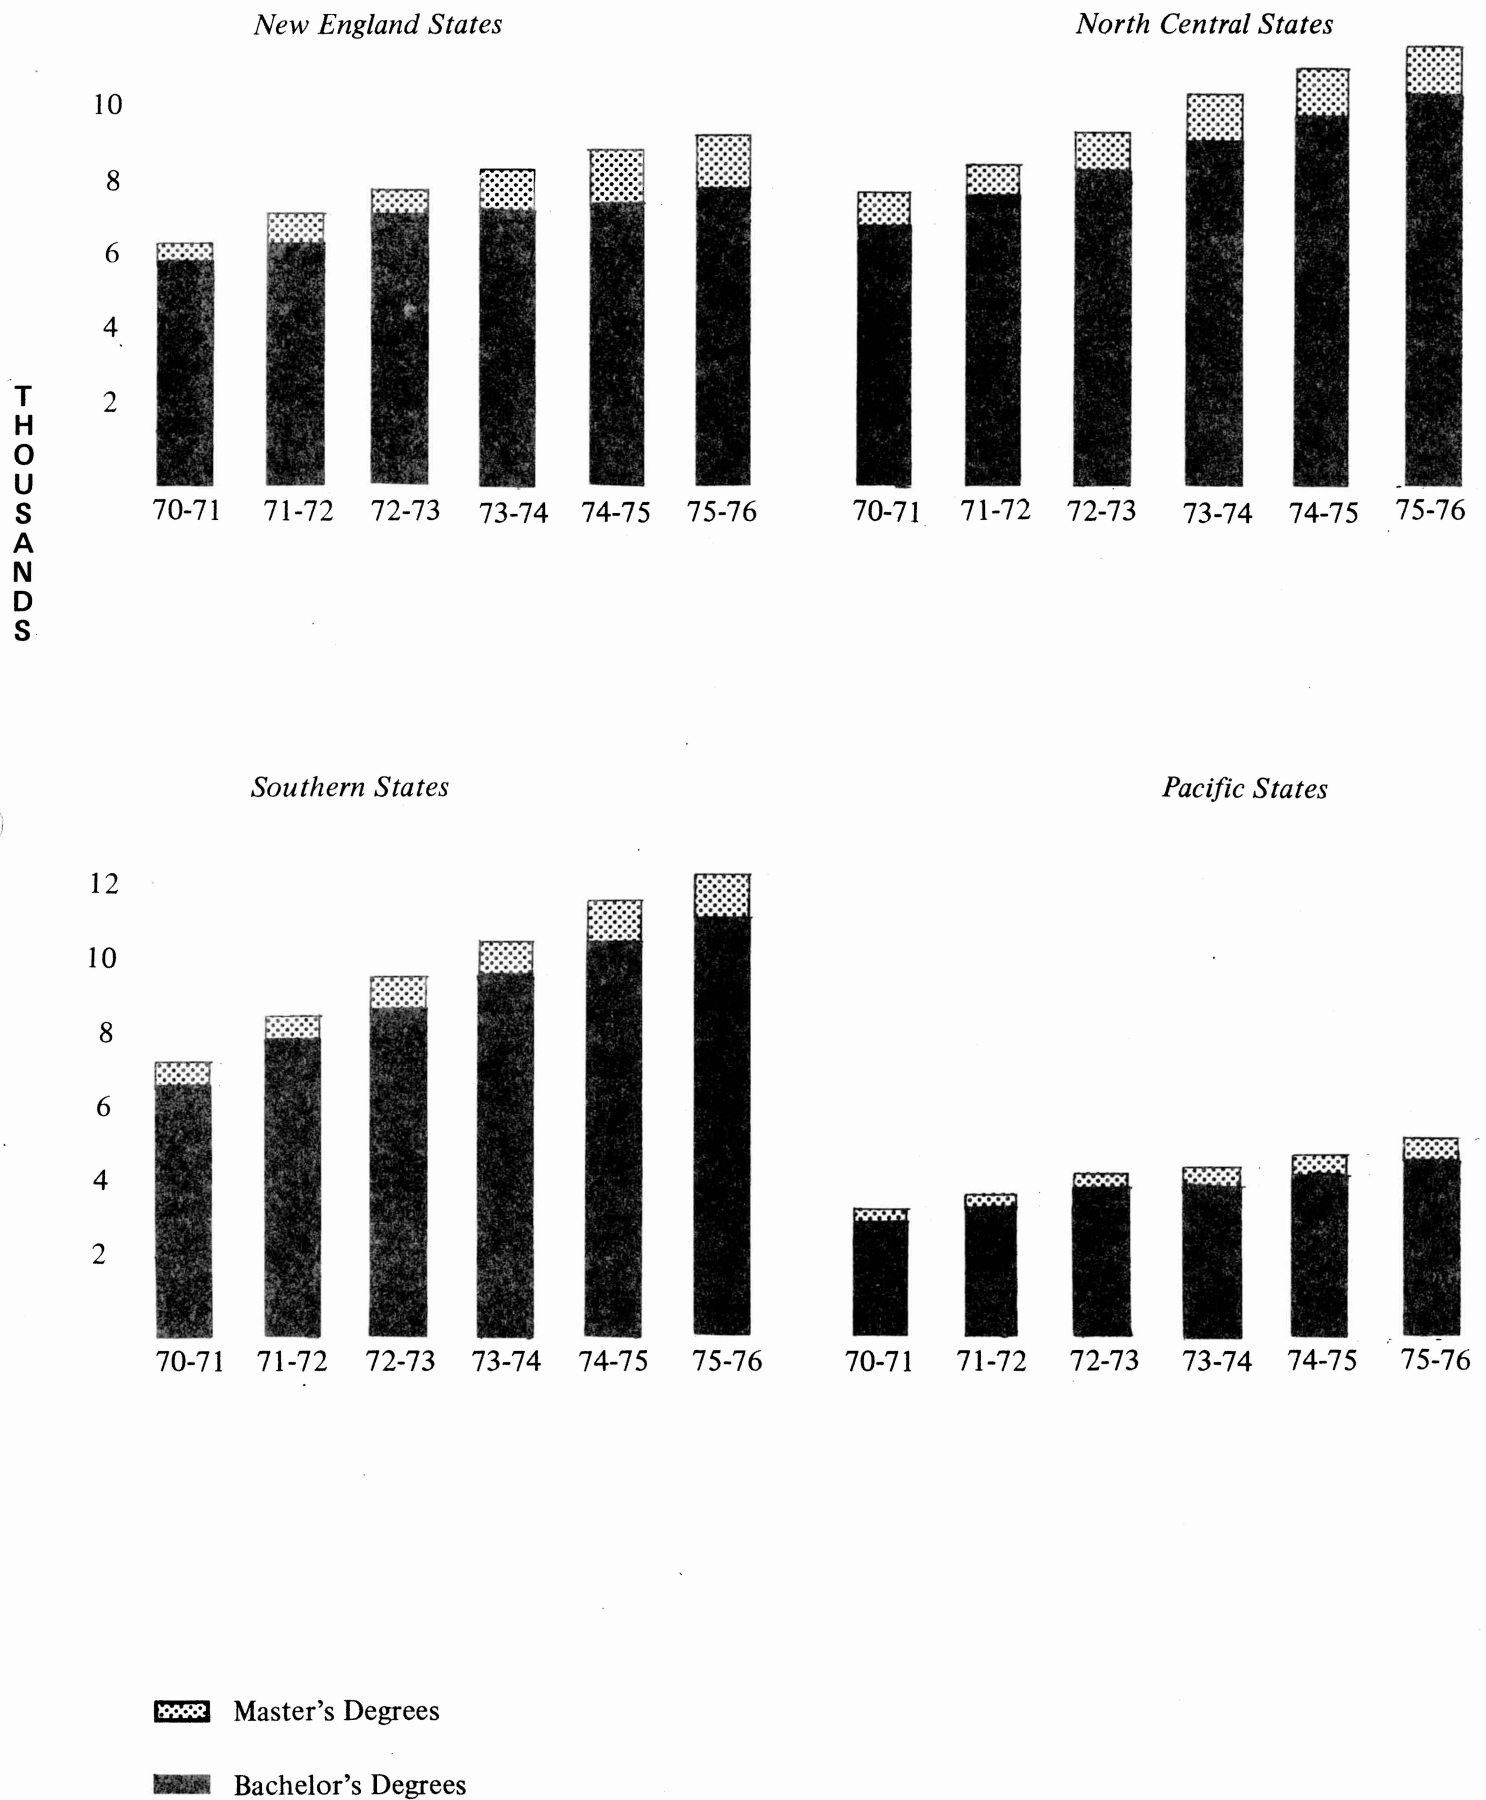 New England States
North Central States
10
8
6
4
2
THOUSANDS
70-71 71-72 72-73 73-74 74-75 75-76
70-71 71-72 72-73 73-74 74-75 75-76
Southern States
Pacific States
12
10
8
6
4
2
70-71 71-72 72-73 73-74 74-75 75-76
70-71 71-72 72-73 73-74 74-75 75-76
Master's Degrees
Bachelor's Degrees